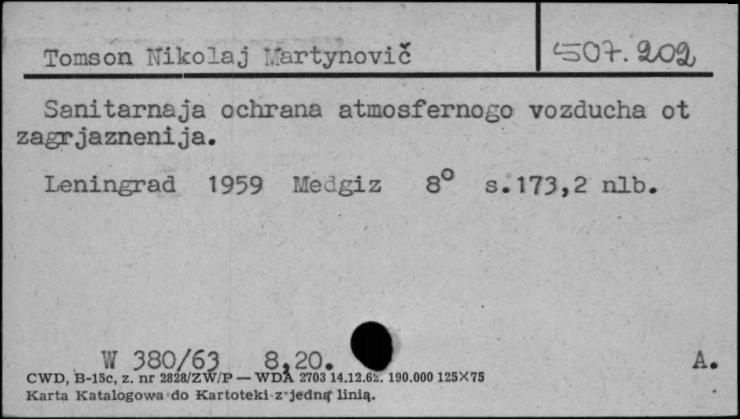 Tomson Nikolaj Martynovič 507.202
Sanitarnaja ochrana atmosfernogo vozducha ot
zagrjaznenija.
Leningrad 1959 Medgiz 8° s.173,2 nlb.
W 380/63 8,20. A.
CWD, B-15c, z. nr 2828/ZW/P — WDA 2703 14.12.62. 190.000 125×75
Karta Katalogowa do Kartoteki z jedną linią.